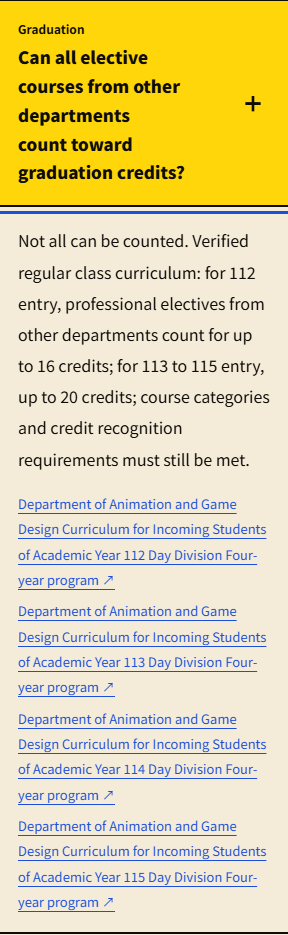 Graduation
Can all elective
courses from other
departments
count toward
graduation credits?
+
Not all can be counted. Verified
regular class curriculum: for 112
entry, professional electives from
other departments count for up
to 16 credits; for 113 to 115 entry,
up to 20 credits; course categories
and credit recognition
requirements must still be met.
Department of Animation and Game
Design Curriculum for Incoming Students
of Academic Year 112 Day Division Four-
year program ↗
Department of Animation and Game
Design Curriculum for Incoming Students
of Academic Year 113 Day Division Four-
year program ↗
Department of Animation and Game
Design Curriculum for Incoming Students
of Academic Year 114 Day Division Four-
year program ↗
Department of Animation and Game
Design Curriculum for Incoming Students
of Academic Year 115 Day Division Four-
year program ↗